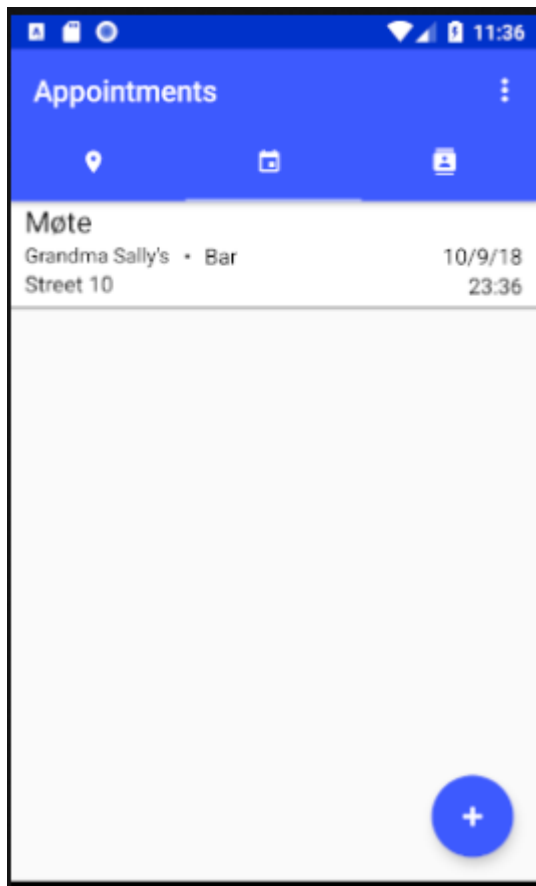 11:36
Appointments
Møte
Grandma Sally's • Bar 10/9/18
Street 10 23:36